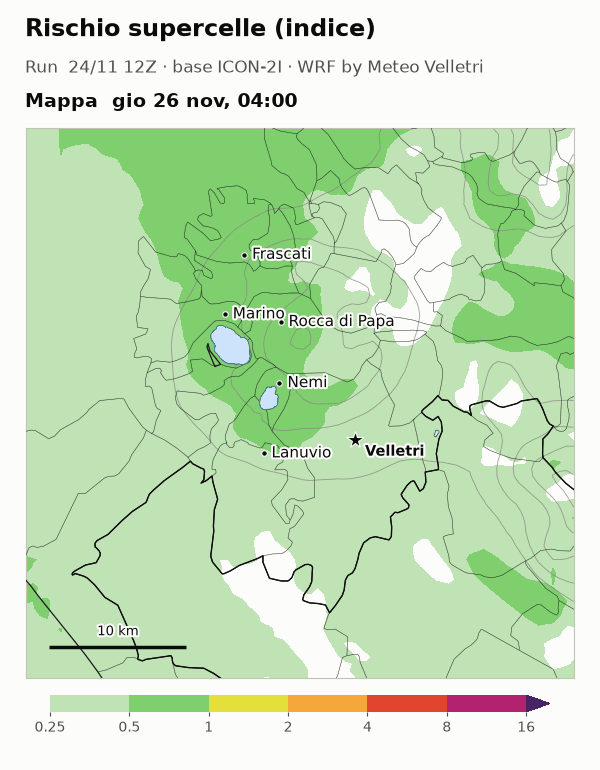 Rischio supercelle (indice)
Run  24/11 12Z · base ICON-2I · WRF by Meteo Velletri
Mappa  gio 26 nov, 04:00
Frascati
Marino
Rocca di Papa
Nemi
Velletri
Lanuvio
10 km
0.25 0.5 1 2 4 8 16